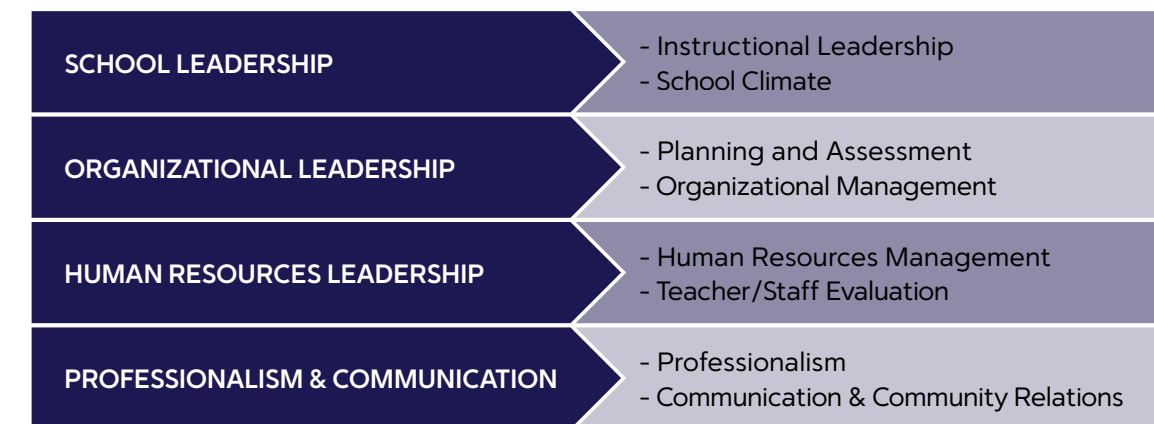 SCHOOL LEADERSHIP
- Instructional Leadership
- School Climate
ORGANIZATIONAL LEADERSHIP
- Planning and Assessment
- Organizational Management
HUMAN RESOURCES LEADERSHIP
- Human Resources Management
- Teacher/Staff Evaluation
PROFESSIONALISM & COMMUNICATION
- Professionalism
- Communication & Community Relations